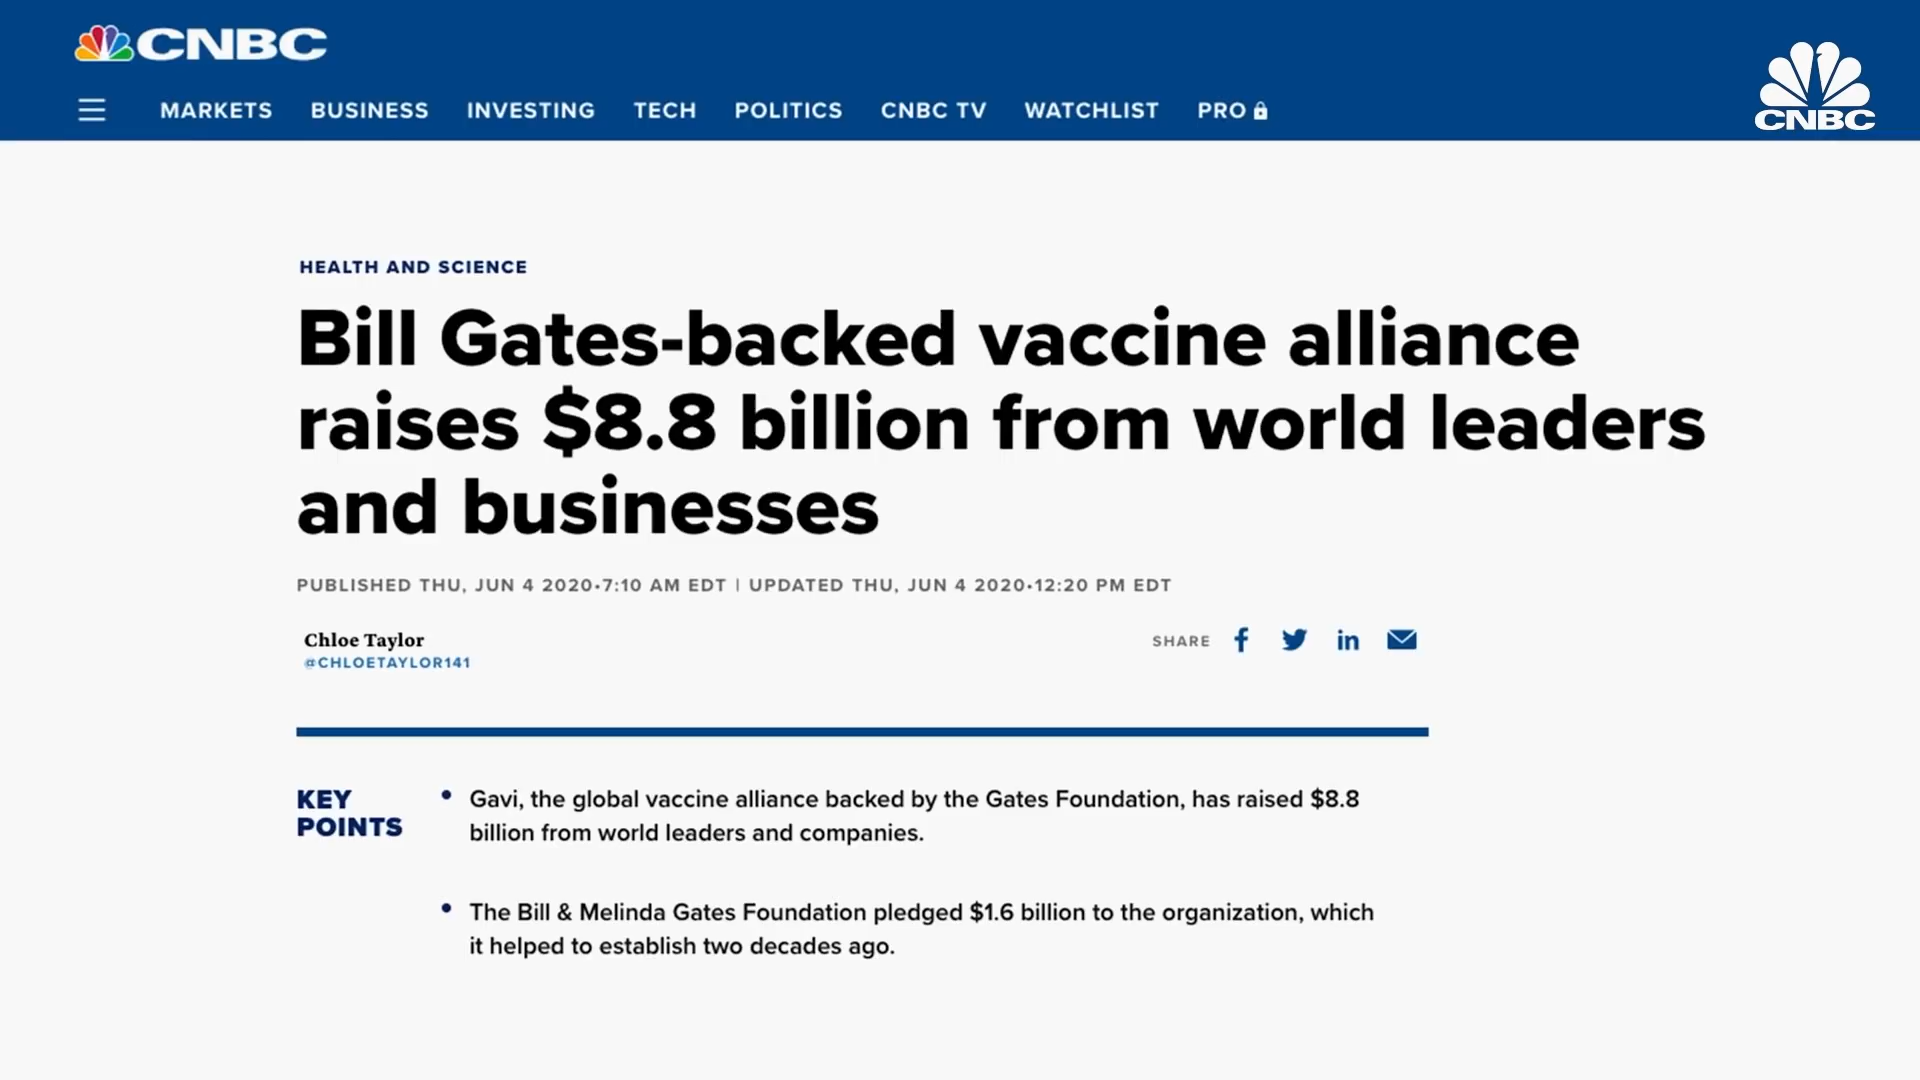 CNBC
MARKETS BUSINESS INVESTING TECH POLITICS CNBC TV WATCHLIST PRO
CNBC
HEALTH AND SCIENCE
Bill Gates-backed vaccine alliance
raises $8.8 billion from world leaders
and businesses
PUBLISHED THU, JUN 4 2020•7:10 AM EDT | UPDATED THU, JUN 4 2020•12:20 PM EDT
Chloe Taylor
@CHLOETAYLOR141
SHARE f in
KEY
POINTS
• Gavi, the global vaccine alliance backed by the Gates Foundation, has raised $8.8
billion from world leaders and companies.
• The Bill & Melinda Gates Foundation pledged $1.6 billion to the organization, which
it helped to establish two decades ago.